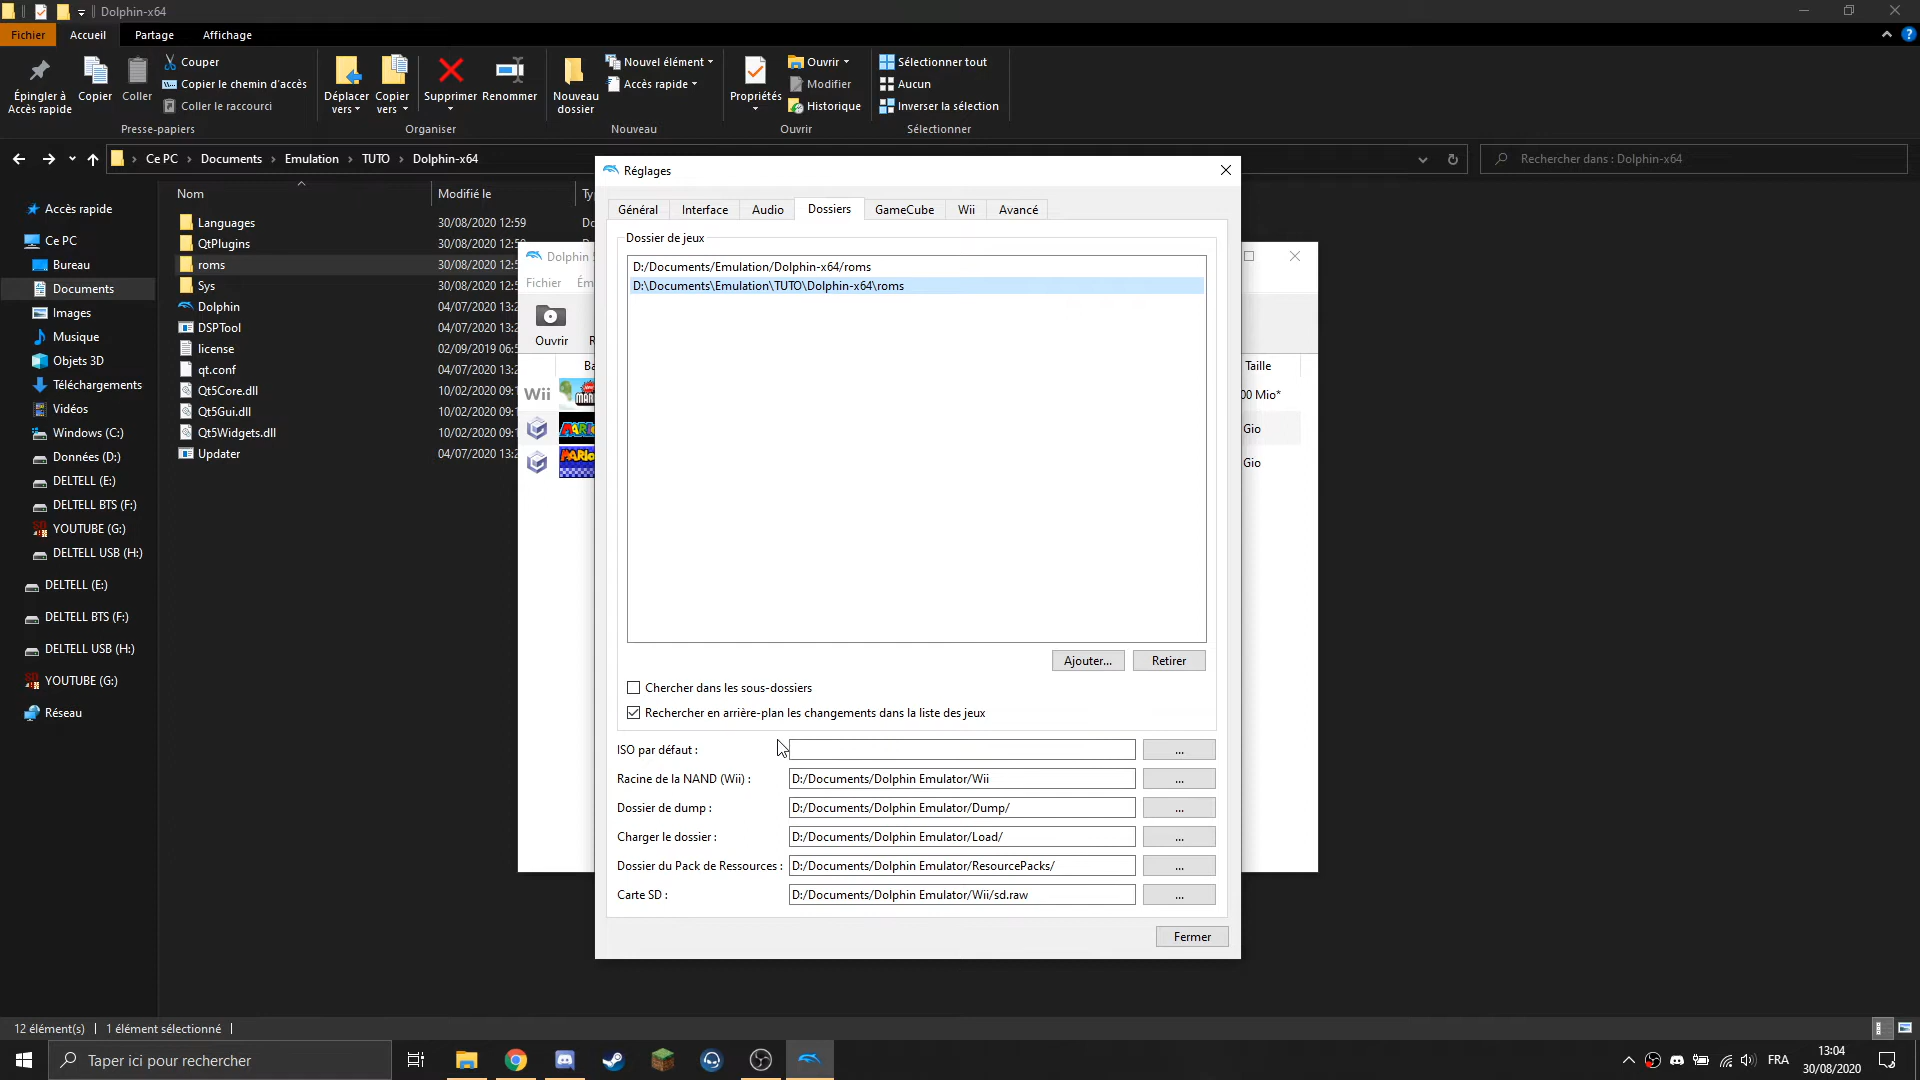 Dolphin-x64
Fichier Accueil Partage Affichage
Épingler à Accès rapide
Copier
Coller
Couper
Copier le chemin d'accès
Coller le raccourci
Presse-papiers
Déplacer vers
Copier vers
Supprimer
Renommer
Organiser
Nouveau dossier
Nouvel élément
Accès rapide
Nouveau
Propriétés
Ouvrir
Modifier
Historique
Ouvrir
Sélectionner tout
Aucun
Inverser la sélection
Sélectionner
Ce PC > Documents > Emulation > TUTO > Dolphin-x64
Rechercher dans : Dolphin-x64
Accès rapide
Ce PC
Bureau
Documents
Images
Musique
Objets 3D
Téléchargements
Vidéos
Windows (C:)
Données (D:)
DELTELL (E:)
DELTELL BTS (F:)
YOUTUBE (G:)
DELTELL USB (H:)
DELTELL (E:)
DELTELL BTS (F:)
DELTELL USB (H:)
YOUTUBE (G:)
Réseau
Nom Modifié le
Languages 30/08/2020 12:59
QtPlugins
roms
Sys
Dolphin
DSPTool
license
qt.conf
Qt5Core.dll
Qt5Gui.dll
Qt5Widgets.dll
Updater
Dolphin
Fichier
Ouvrir
Wii
Taille
Gio
Gio
Réglages
Général Interface Audio Dossiers GameCube Wii Avancé
Dossier de jeux
D:/Documents/Emulation/Dolphin-x64/roms
D:\Documents\Emulation\TUTO\Dolphin-x64\roms
Ajouter... Retirer
Chercher dans les sous-dossiers
Rechercher en arrière-plan les changements dans la liste des jeux
ISO par défaut : ...
Racine de la NAND (Wii) : D:/Documents/Dolphin Emulator/Wii ...
Dossier de dump : D:/Documents/Dolphin Emulator/Dump/ ...
Charger le dossier : D:/Documents/Dolphin Emulator/Load/ ...
Dossier du Pack de Ressources : D:/Documents/Dolphin Emulator/ResourcePacks/ ...
Carte SD : D:/Documents/Dolphin Emulator/Wii/sd.raw ...
Fermer
12 élément(s) 1 élément sélectionné
Taper ici pour rechercher
FRA
13:04
30/08/2020